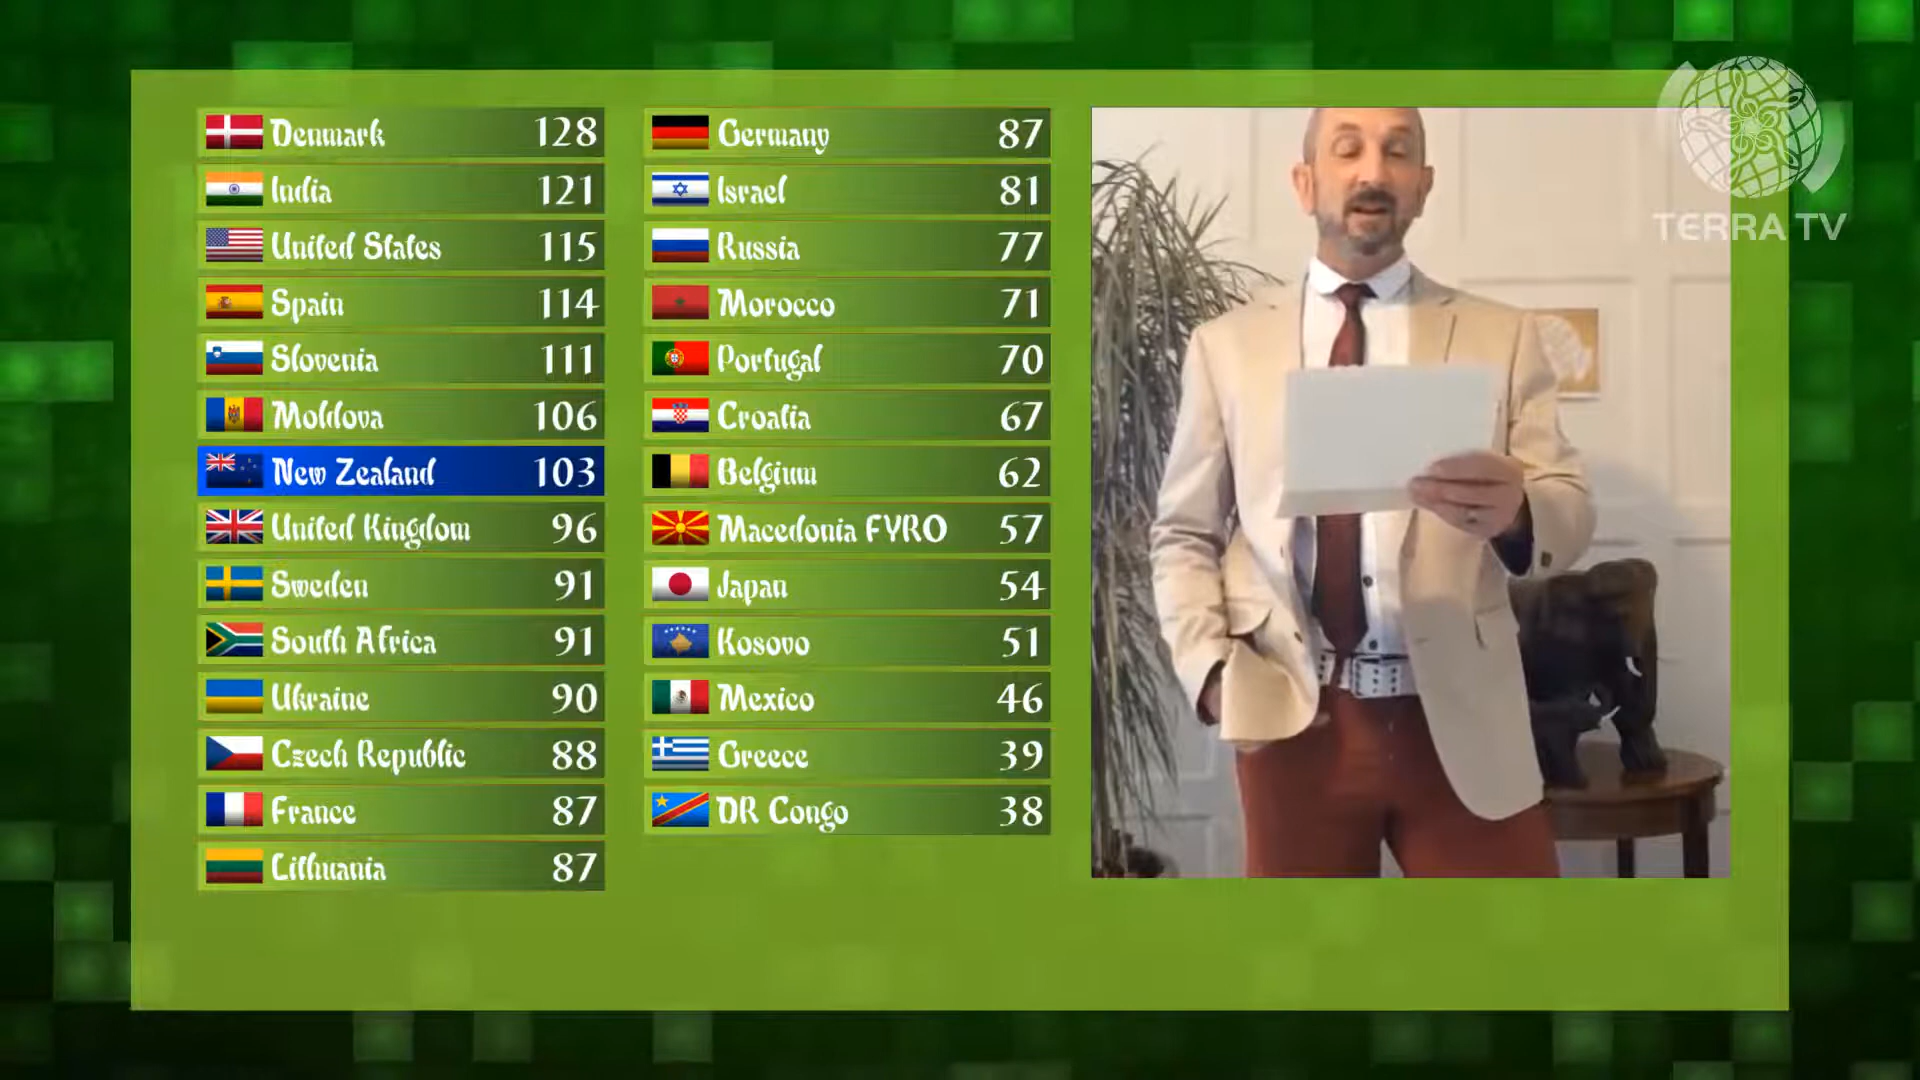 Denmark 128
India 121
United States 115
Spain 114
Slovenia 111
Moldova 106
New Zealand 103
United Kingdom 96
Sweden 91
South Africa 91
Ukraine 90
Czech Republic 88
France 87
Lithuania 87
Germany 87
Israel 81
Russia 77
Morocco 71
Portugal 70
Croatia 67
Belgium 62
Macedonia FYRO 57
Japan 54
Kosovo 51
Mexico 46
Greece 39
DR Congo 38
TERRA TV